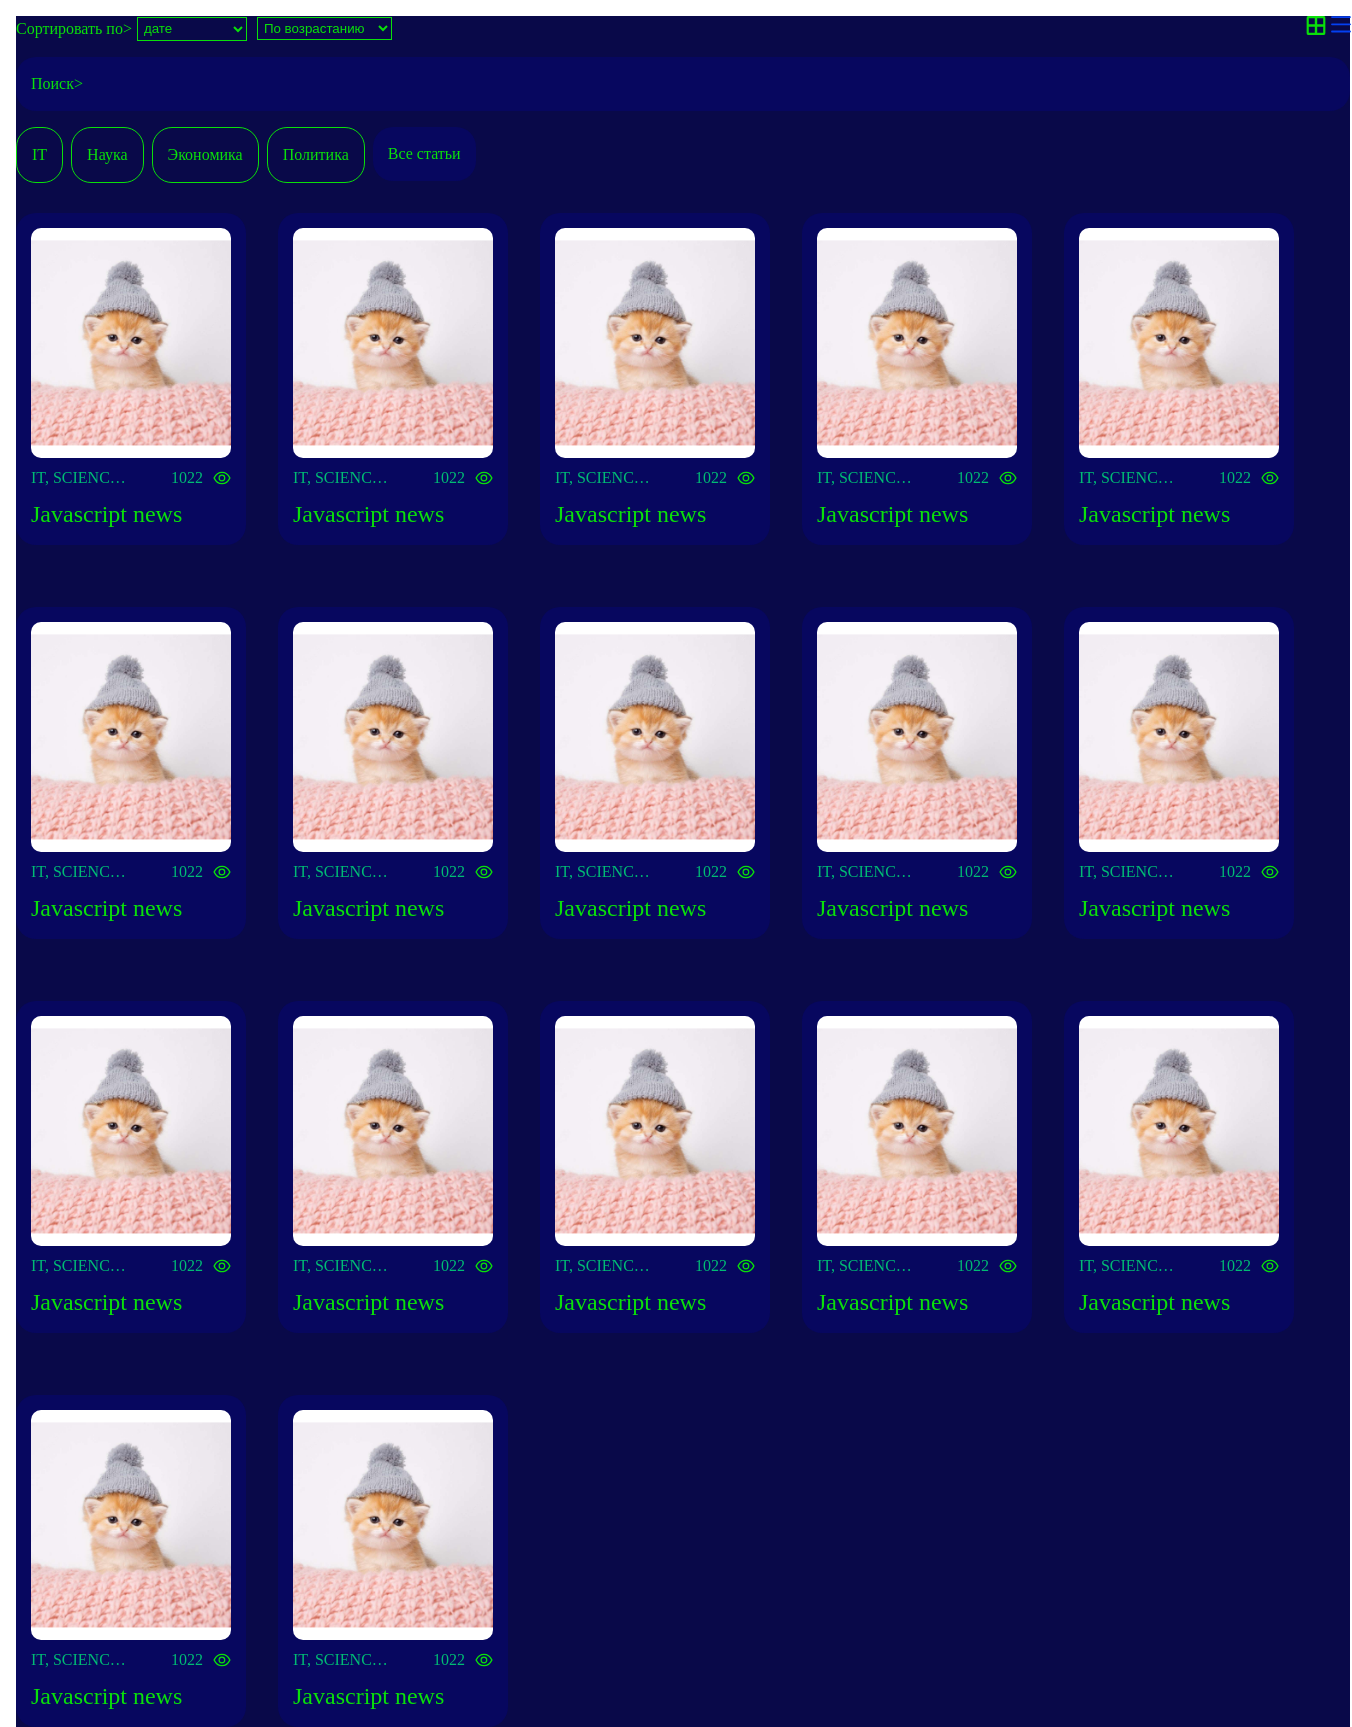 Сортировать по> дате По возрастанию
Поиск>
IT Наука Экономика Политика Все статьи
IT, SCIENC... 1022 IT, SCIENC... 1022 IT, SCIENC... 1022 IT, SCIENC... 1022 IT, SCIENC... 1022
Javascript news Javascript news Javascript news Javascript news Javascript news
IT, SCIENC... 1022 IT, SCIENC... 1022 IT, SCIENC... 1022 IT, SCIENC... 1022 IT, SCIENC... 1022
Javascript news Javascript news Javascript news Javascript news Javascript news
IT, SCIENC... 1022 IT, SCIENC... 1022 IT, SCIENC... 1022 IT, SCIENC... 1022 IT, SCIENC... 1022
Javascript news Javascript news Javascript news Javascript news Javascript news
IT, SCIENC... 1022 IT, SCIENC... 1022
Javascript news Javascript news